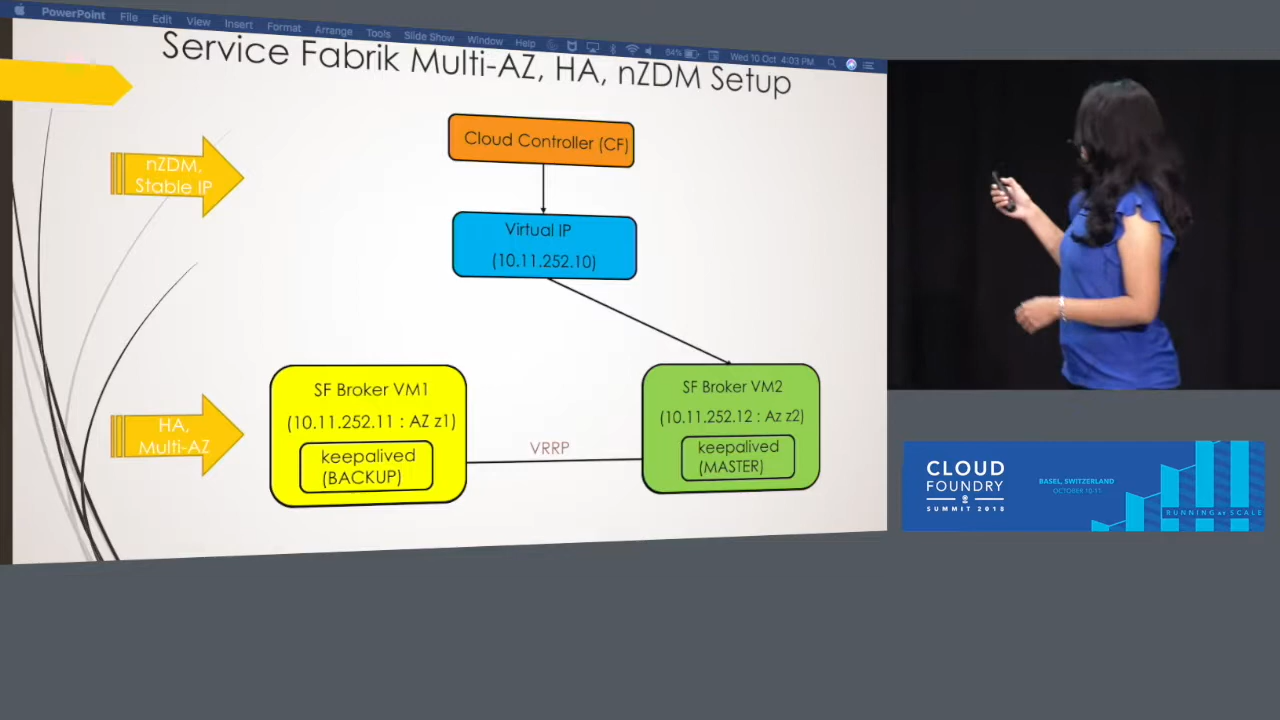 PowerPoint File Edit View Insert Format Arrange Tools Slide Show Window Help 84% Wed 10 Oct 4:03 PM
Service Fabrik Multi-AZ, HA, nZDM Setup
Cloud Controller (CF)
nZDM,
Stable IP
Virtual IP
(10.11.252.10)
SF Broker VM1
(10.11.252.11 : AZ z1)
keepalived
(BACKUP)
HA,
Multi-AZ
VRRP
SF Broker VM2
(10.11.252.12 : Az z2)
keepalived
(MASTER)
CLOUD
FOUNDRY
SUMMIT 2018
BASEL, SWITZERLAND
OCTOBER 10-11
RUNNING AT SCALE